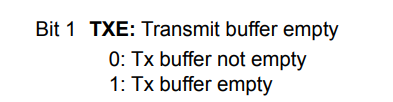 Bit 1 TXE: Transmit buffer empty
0: Tx buffer not empty
1: Tx buffer empty